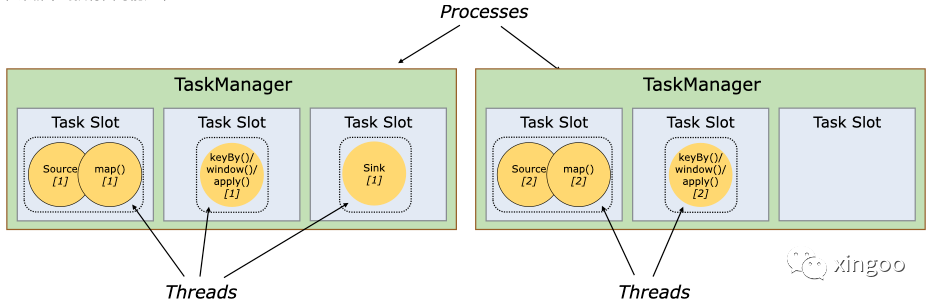 Processes
TaskManager
TaskManager
Task Slot
Task Slot
Task Slot
Task Slot
Task Slot
Task Slot
Source
[1]
map()
[1]
keyBy()/
window()/
apply()
[1]
Sink
[1]
Source
[2]
map()
[2]
keyBy()/
window()/
apply()
[2]
xingoo
Threads
Threads